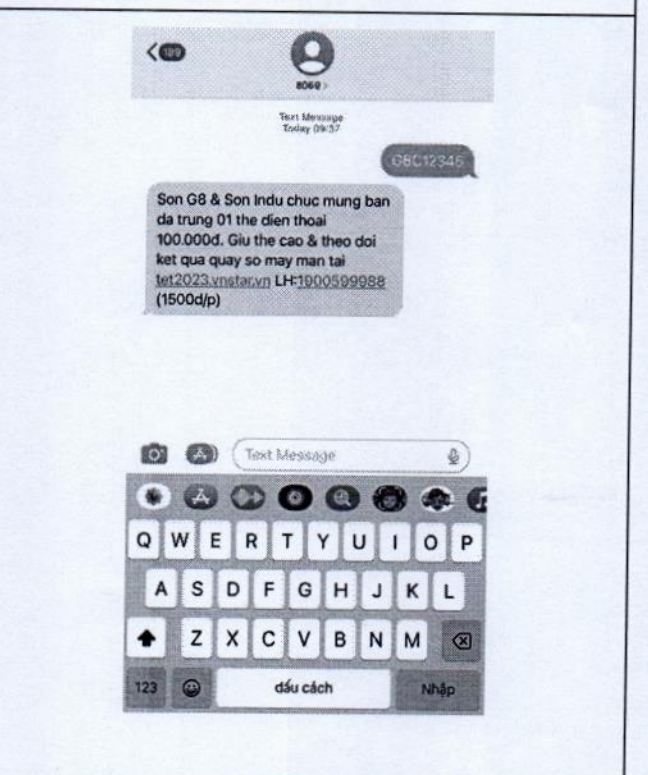 199
8069 >
Text Message
Today 09:37
G8C12345
Son G8 & Son Indu chuc mung ban
da trung 01 the dien thoai
100.000đ. Giu the cao & theo doi
ket qua quay so may man tai
tet2023.vnstar.vn LH:1900599988
(1500d/p)
Text Message
Q W E R T Y U I O P
A S D F G H J K L
Z X C V B N M
123 dấu cách Nhập